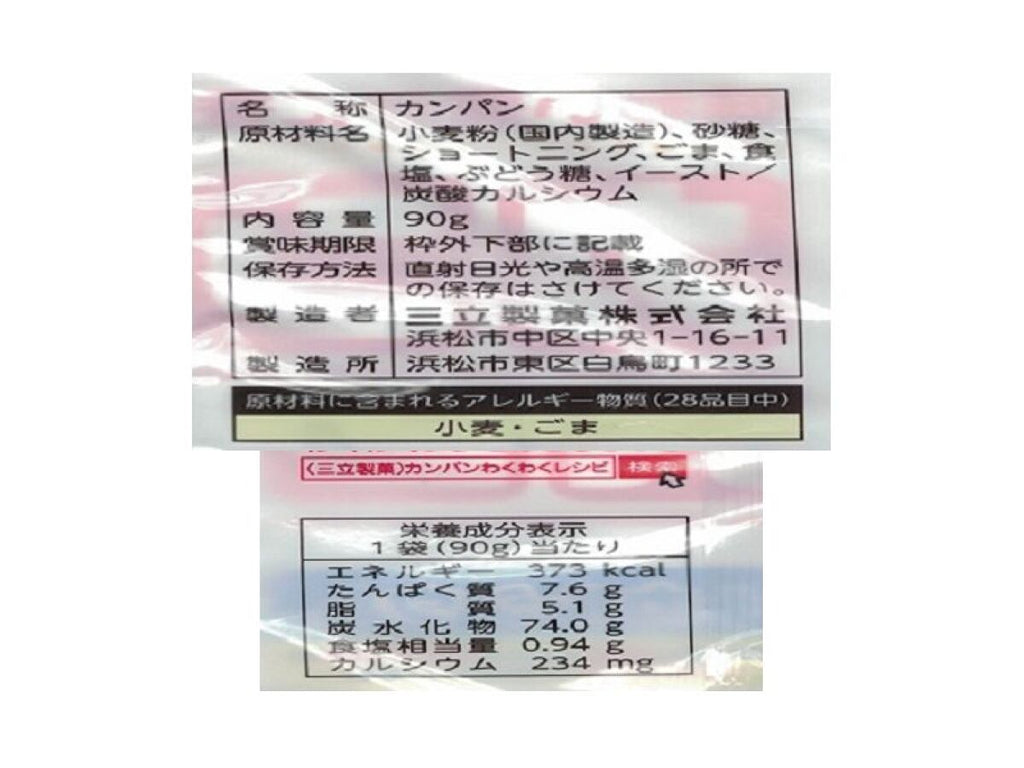 名称 カンパン
原材料名 小麦粉(国内製造)、砂糖、
ショートニング、ごま、食
塩、ぶどう糖、イースト/
炭酸カルシウム
内容量 90g
賞味期限 枠外下部に記載
保存方法 直射日光や高温多湿の所で
の保存はさけてください。
製造者 三立製菓株式会社
浜松市中区中央1-16-11
製造所 浜松市東区白鳥町1233
原材料に含まれるアレルギー物質(28品目中)
小麦・ごま
(三立製菓)カンパンわくわくレシピ 検索
栄養成分表示
1袋(90g)当たり
エネルギー 373 kcal
たんぱく質 7.6 g
脂質 5.1 g
炭水化物 74.0 g
食塩相当量 0.94 g
カルシウム 234 mg